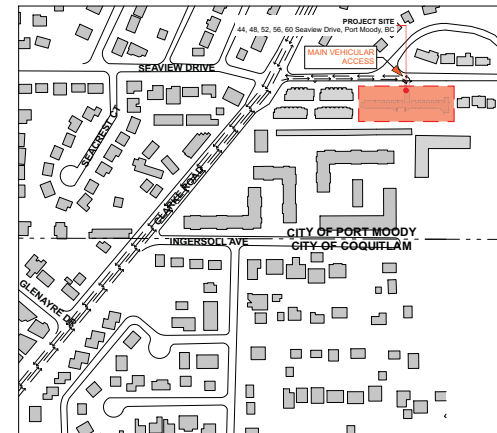 PROJECT SITE
44, 48, 52, 56, 60 Seaview Drive, Port Moody, BC
MAIN VEHICULAR
ACCESS
SEAVIEW DRIVE
SEACREST CT
CLARKE ROAD
CITY OF PORT MOODY
INGERSOLL AVE
CITY OF COQUITLAM
GLENAYRE DR